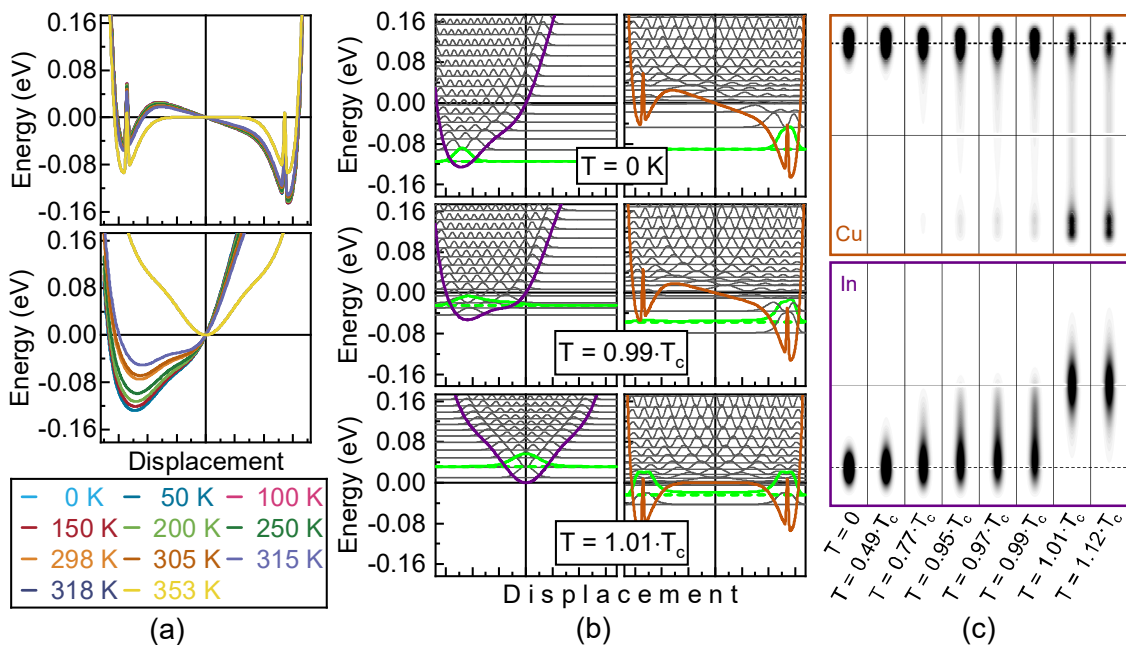 0.16
0.08
0.00
-0.08
-0.16
Energy (eV)
0.16
0.08
0.00
-0.08
-0.16
Energy (eV)
Displacement
0 K 50 K 100 K
150 K 200 K 250 K
298 K 305 K 315 K
318 K 353 K
(a)
0.16
0.08
0.00
-0.08
-0.16
Energy (eV)
T = 0 K
0.16
0.08
0.00
-0.08
-0.16
Energy (eV)
T = 0.99·Tc
0.16
0.08
0.00
-0.08
-0.16
Energy (eV)
T = 1.01·Tc
Displacement
(b)
Cu
In
T = 0
T = 0.49·Tc
T = 0.77·Tc
T = 0.95·Tc
T = 0.97·Tc
T = 0.99·Tc
T = 1.01·Tc
T = 1.12·Tc
(c)